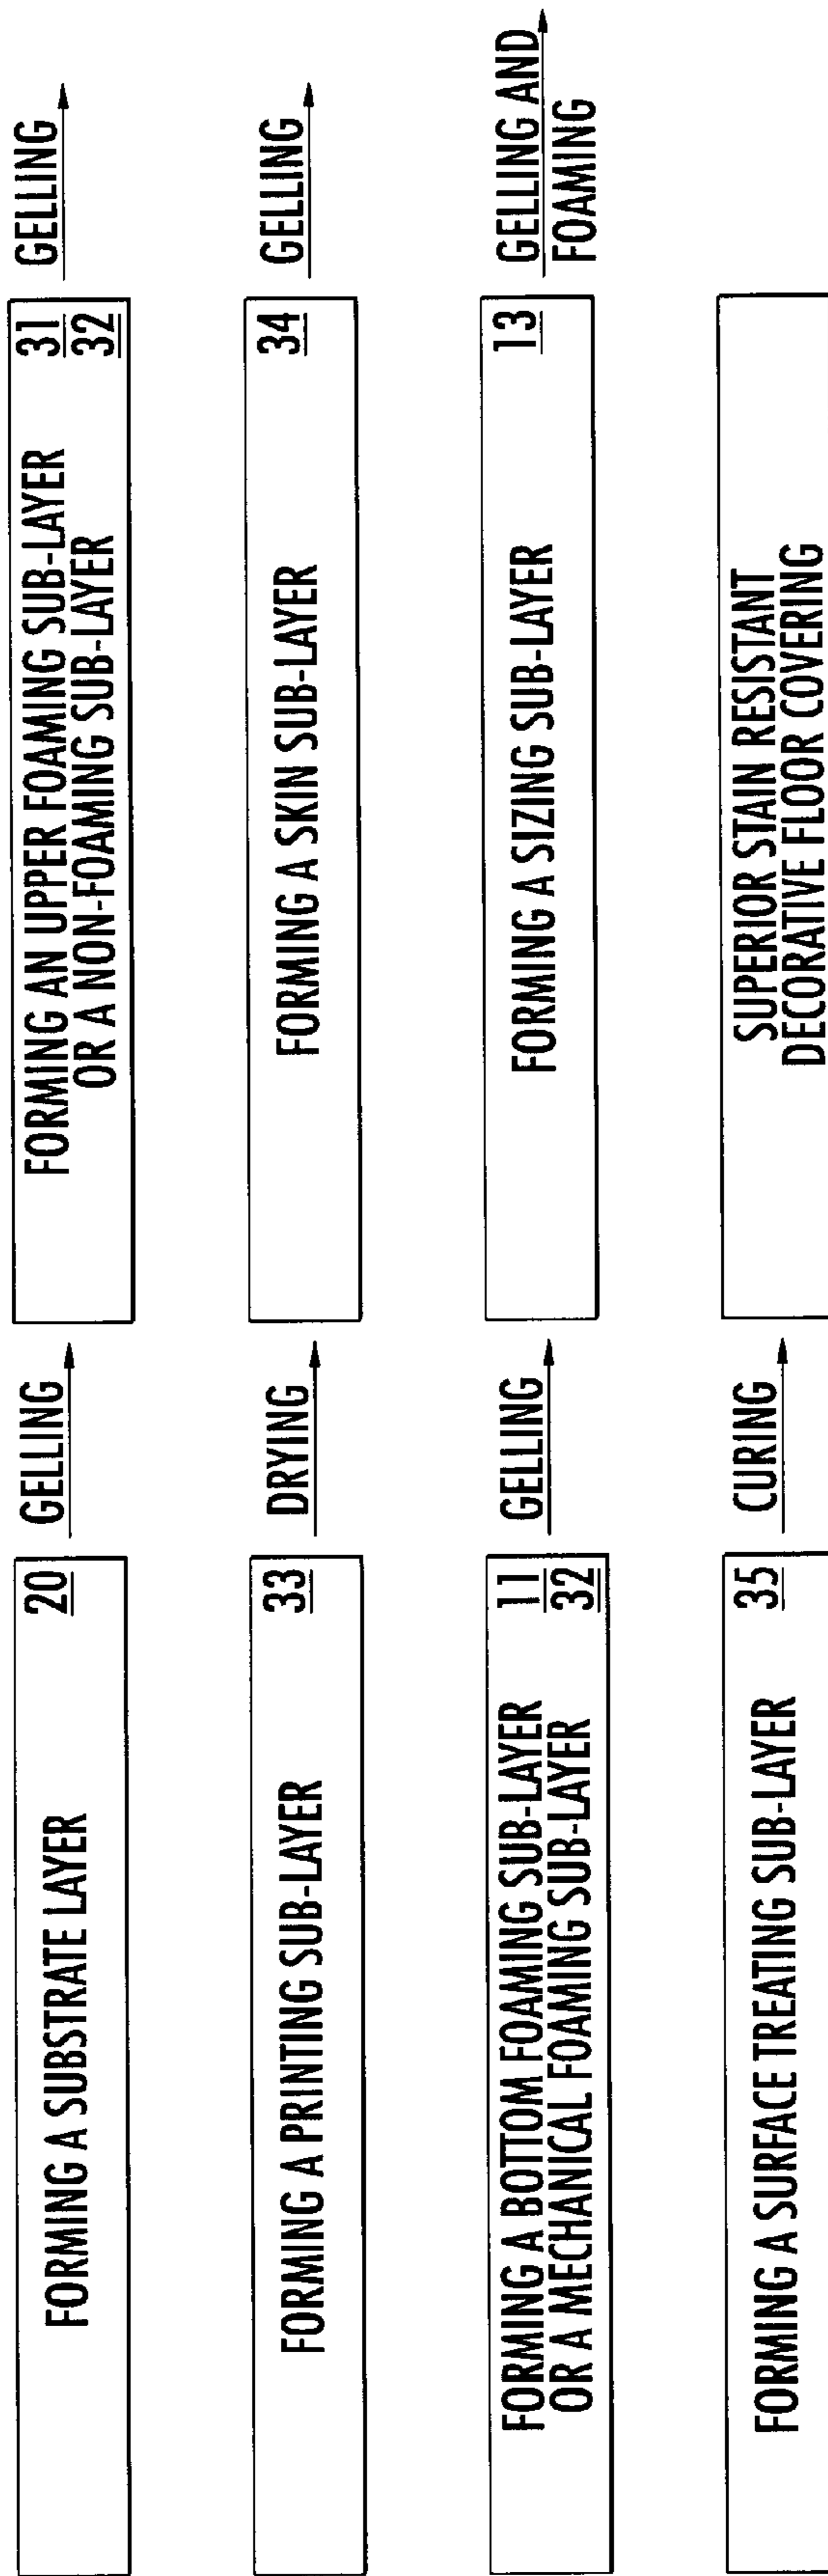 FORMING A SUBSTRATE LAYER 20
GELLING
FORMING AN UPPER FOAMING SUB-LAYER 31
OR A NON-FOAMING SUB-LAYER 32
GELLING
FORMING A PRINTING SUB-LAYER 33
DRYING
FORMING A SKIN SUB-LAYER 34
GELLING
FORMING A BOTTOM FOAMING SUB-LAYER 11
OR A MECHANICAL FOAMING SUB-LAYER 32
GELLING
FORMING A SIZING SUB-LAYER 13
GELLING AND
FOAMING
FORMING A SURFACE TREATING SUB-LAYER 35
CURING
SUPERIOR STAIN RESISTANT
DECORATIVE FLOOR COVERING